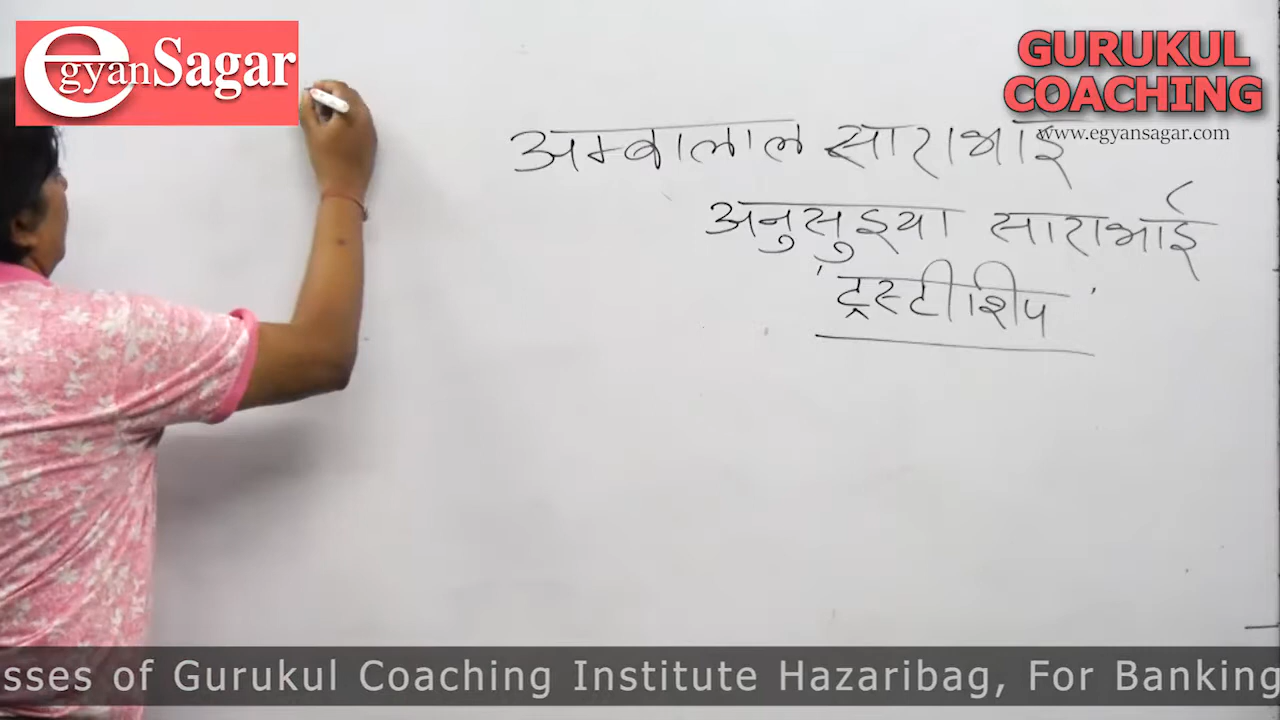 egyanSagar
GURUKUL
COACHING
www.egyansagar.com
अम्बालाल साराभाई
अनुसुइया साराभाई
'ट्रस्टीशिप'
sses of Gurukul Coaching Institute Hazaribag, For Banking